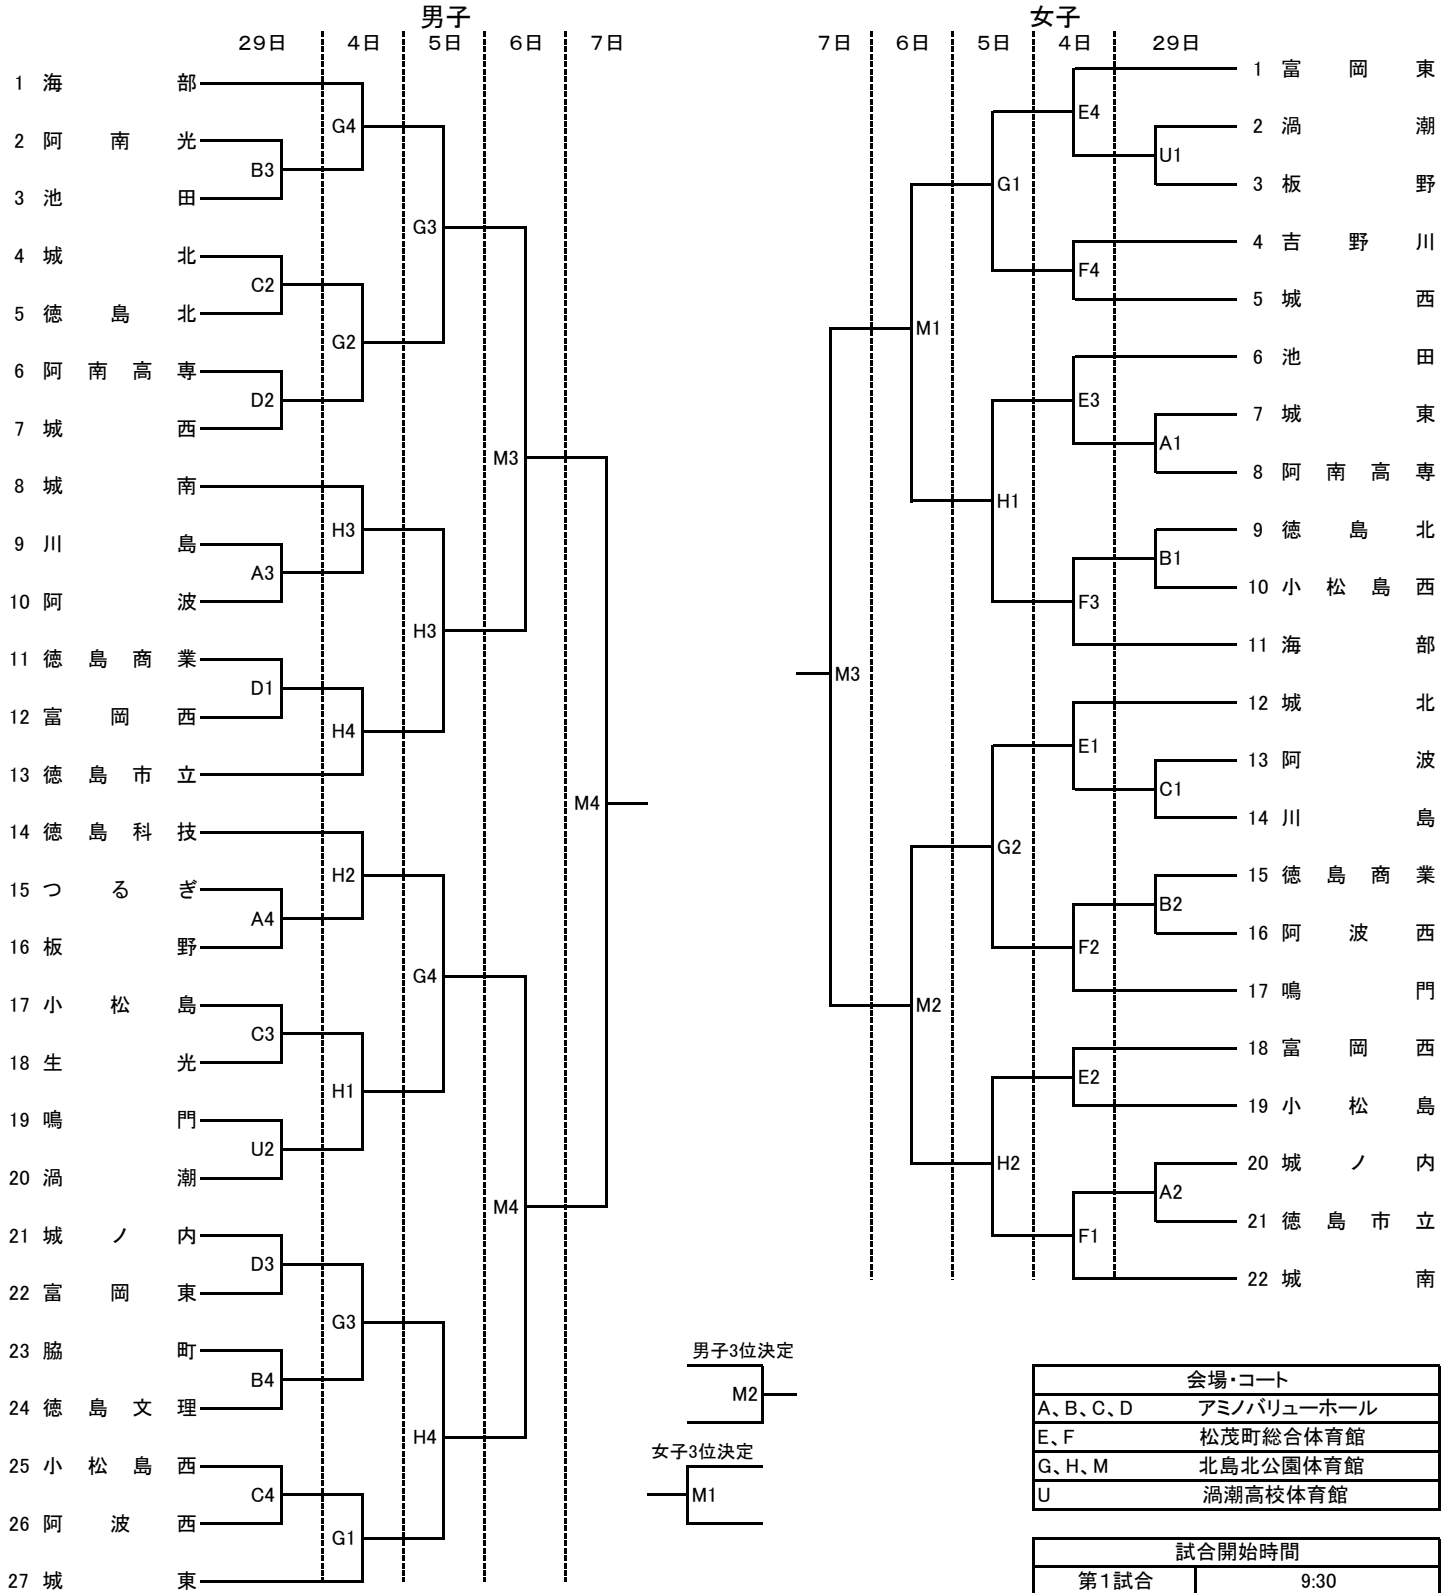 男子
29日 4日 5日 6日 7日
1 海部
G4
2 阿南光
B3
3 池田
G3
4 城北
C2
5 徳島北
G2
6 阿南高専
D2
7 城西
M3
8 城南
H3
9 川島
A3
10 阿波
H3
11 徳島商業
D1
12 富岡西
H4
13 徳島市立
M4
14 徳島科技
H2
15 つるぎ
A4
16 板野
G4
17 小松島
C3
18 生光
H1
19 鳴門
U2
20 渦潮
M4
21 城ノ内
D3
22 富岡東
G3
23 脇町
B4
24 徳島文理
H4
25 小松島西
C4
26 阿波西
G1
27 城東
女子
7日 6日 5日 4日 29日
1 富岡東
E4
2 渦潮
U1
3 板野
G1
4 吉野川
F4
5 城西
M1
6 池田
E3
7 城東
A1
8 阿南高専
H1
9 徳島北
B1
10 小松島西
F3
11 海部
M3
12 城北
E1
13 阿波
C1
14 川島
G2
15 徳島商業
B2
16 阿波西
F2
17 鳴門
M2
18 富岡西
E2
19 小松島
H2
20 城ノ内
A2
21 徳島市立
F1
22 城南
男子3位決定
M2
女子3位決定
M1
会場・コート
A、B、C、D アミノバリューホール
E、F 松茂町総合体育館
G、H、M 北島北公園体育館
U 渦潮高校体育館
試合開始時間
第1試合 9:30